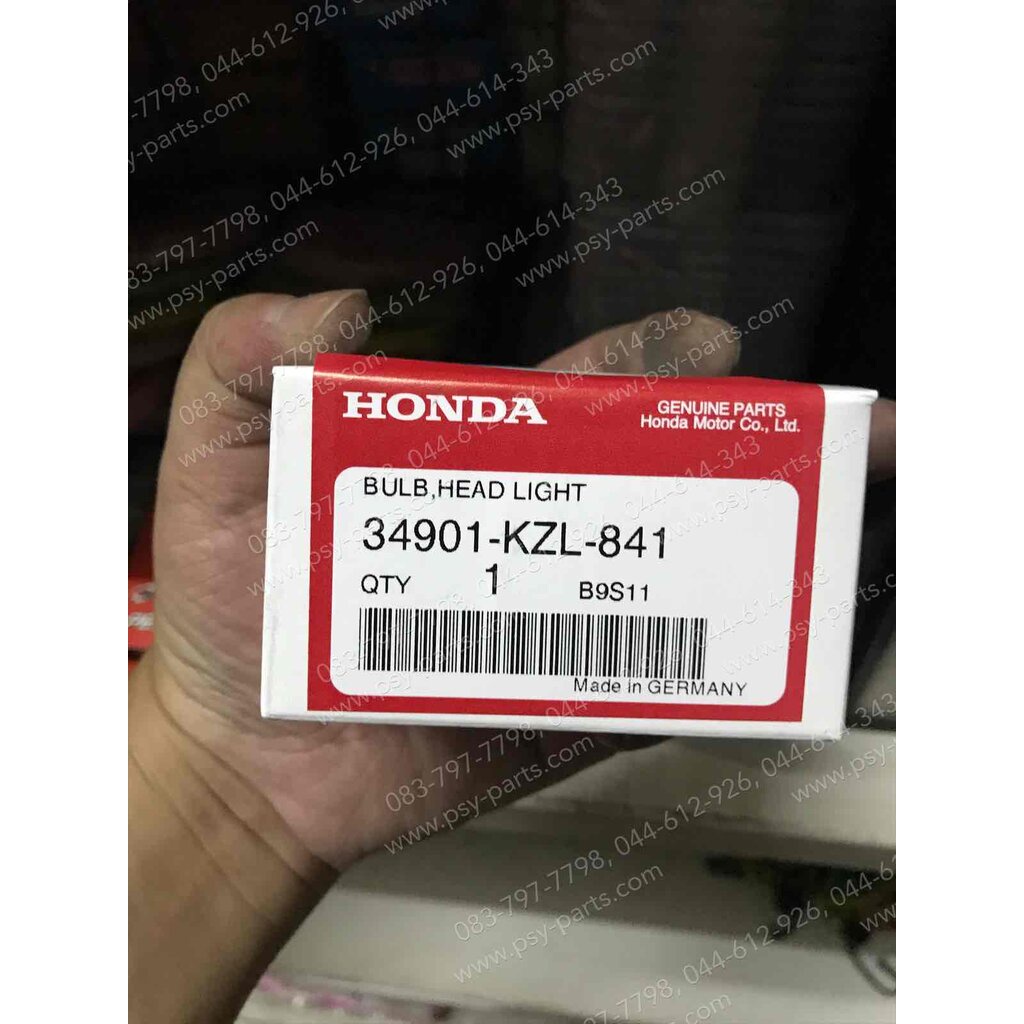 HONDA
GENUINE PARTS
Honda Motor Co., Ltd.
BULB,HEAD LIGHT
34901-KZL-841
QTY 1 B9S11
Made in GERMANY
083-797-7798, 044-612-926, 044-614-343
www.psy-parts.com